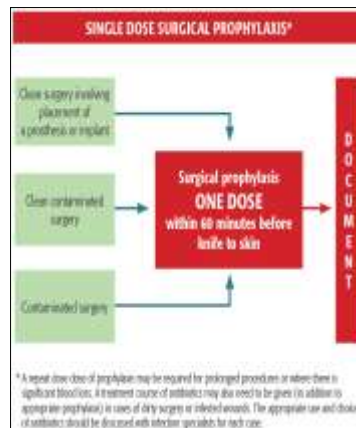 SINGLE DOSE SURGICAL PROPHYLAXIS*
Clean surgery involving
placement of
a prosthesis or implant
Clean contaminated
surgery
Contaminated surgery
Surgical prophylaxis
ONE DOSE
within 60 minutes before
knife to skin
DOCUMENT
* A repeat dose dose of prophylaxis may be required for prolonged procedures or where there is
significant blood loss. A treatment course of antibiotics may also need to be given (in addition to
appropriate prophylaxis) in cases of dirty surgery or infected wounds. The appropriate use and choice
of antibiotics should be discussed with infection specialists for each case.